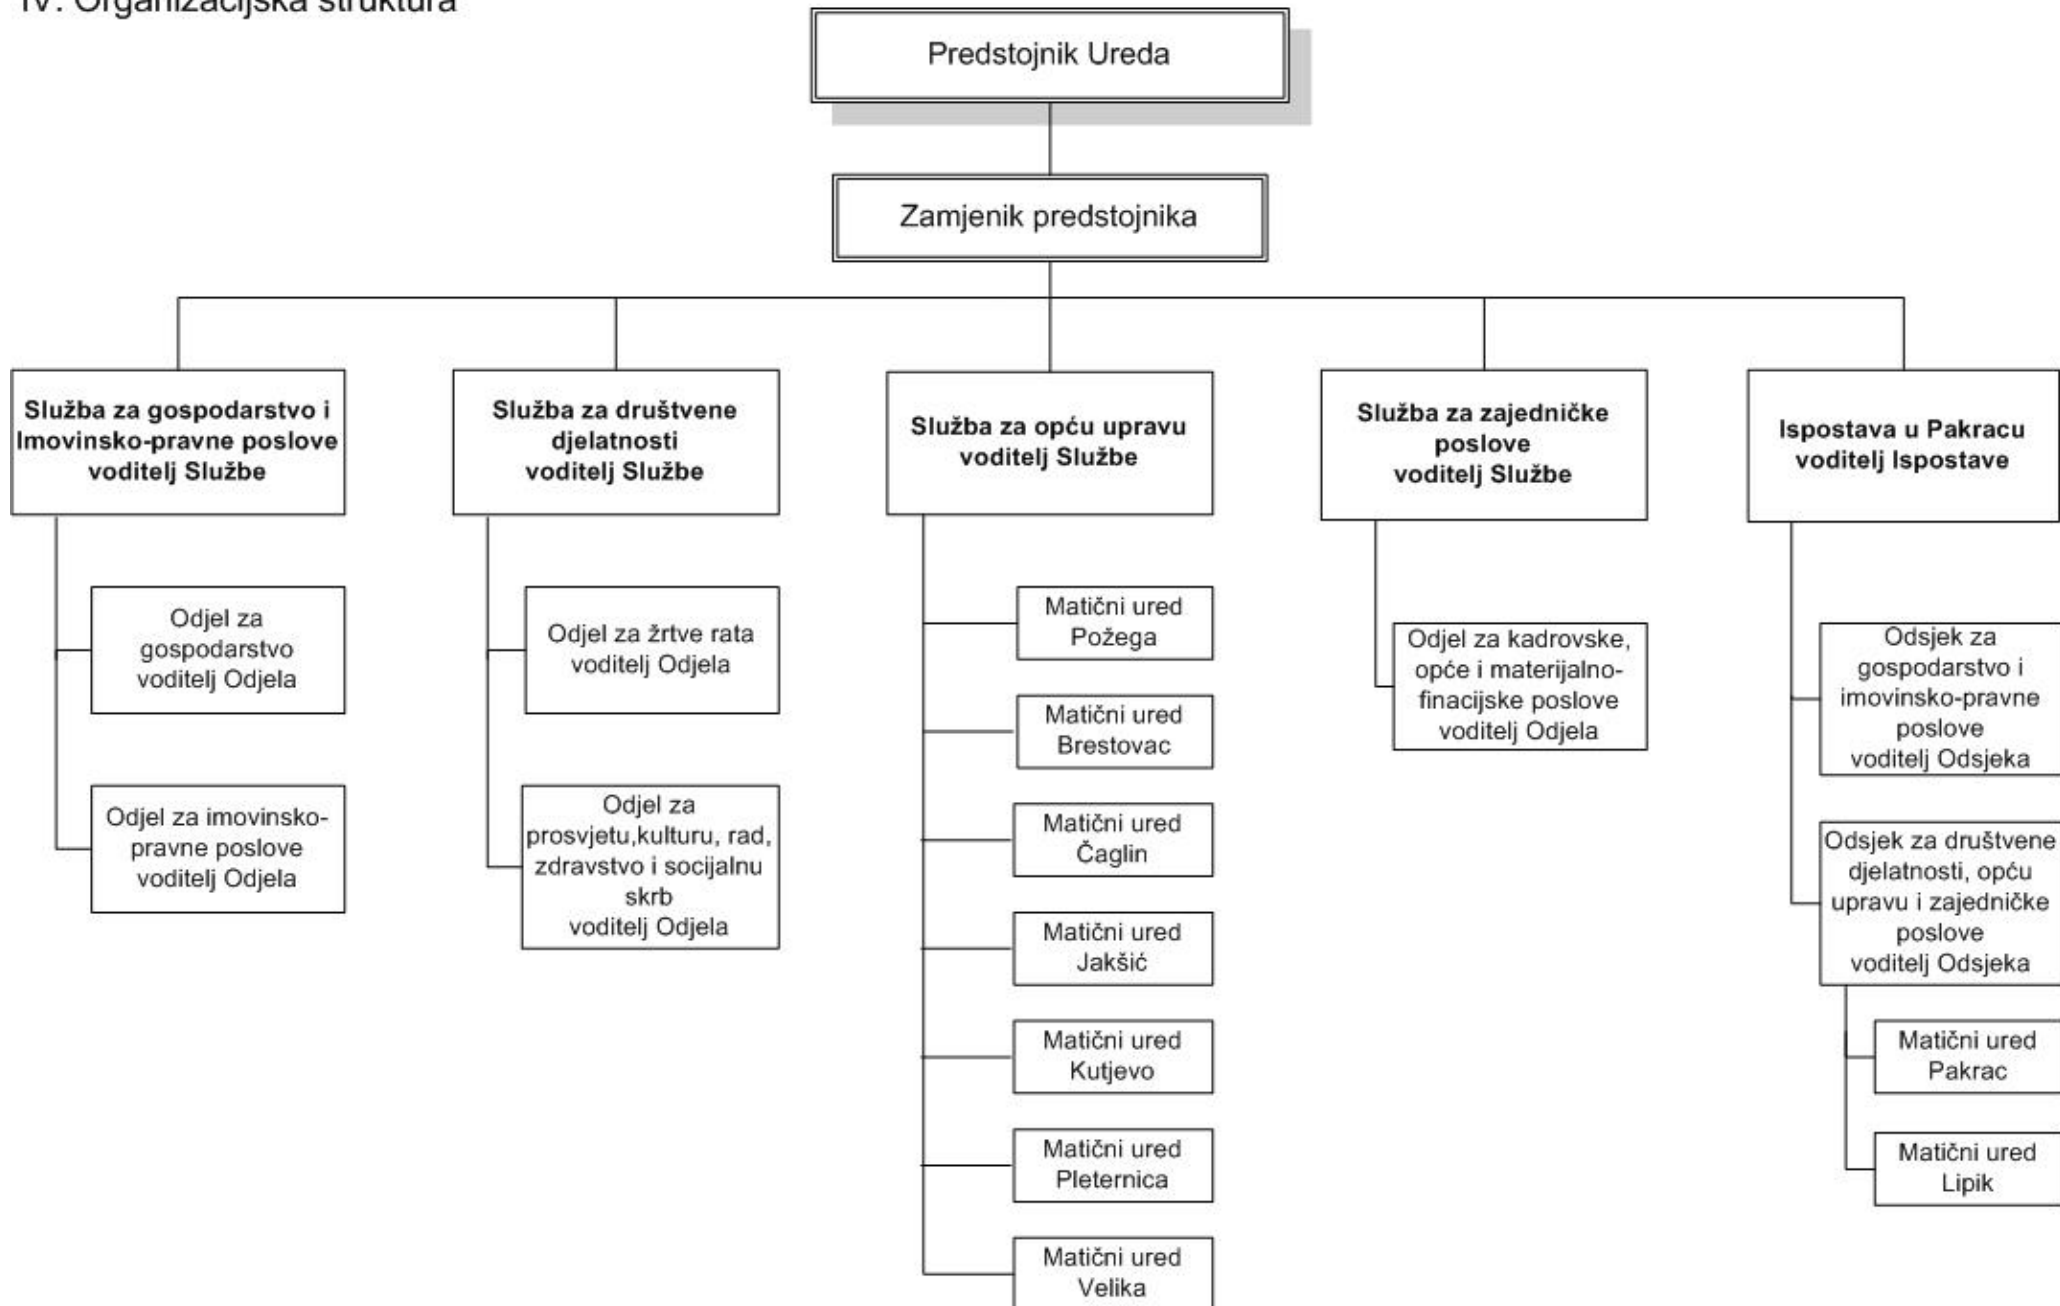 IV. Organizacijska struktura
Predstojnik Ureda
Zamjenik predstojnika
Služba za gospodarstvo i
Imovinsko-pravne poslove
voditelj Službe
Služba za društvene
djelatnosti
voditelj Službe
Služba za opću upravu
voditelj Službe
Služba za zajedničke
poslove
voditelj Službe
Ispostava u Pakracu
voditelj Ispostave
Odjel za
gospodarstvo
voditelj Odjela
Odjel za imovinsko-
pravne poslove
voditelj Odjela
Odjel za žrtve rata
voditelj Odjela
Odjel za
prosvjetu,kulturu, rad,
zdravstvo i socijalnu
skrb
voditelj Odjela
Matični ured
Požega
Matični ured
Brestovac
Matični ured
Čaglin
Matični ured
Jakšić
Matični ured
Kutjevo
Matični ured
Pleternica
Matični ured
Velika
Odjel za kadrovske,
opće i materijalno-
finacijske poslove
voditelj Odjela
Odsjek za
gospodarstvo i
imovinsko-pravne
poslove
voditelj Odsjeka
Odsjek za društvene
djelatnosti, opću
upravu i zajedničke
poslove
voditelj Odsjeka
Matični ured
Pakrac
Matični ured
Lipik